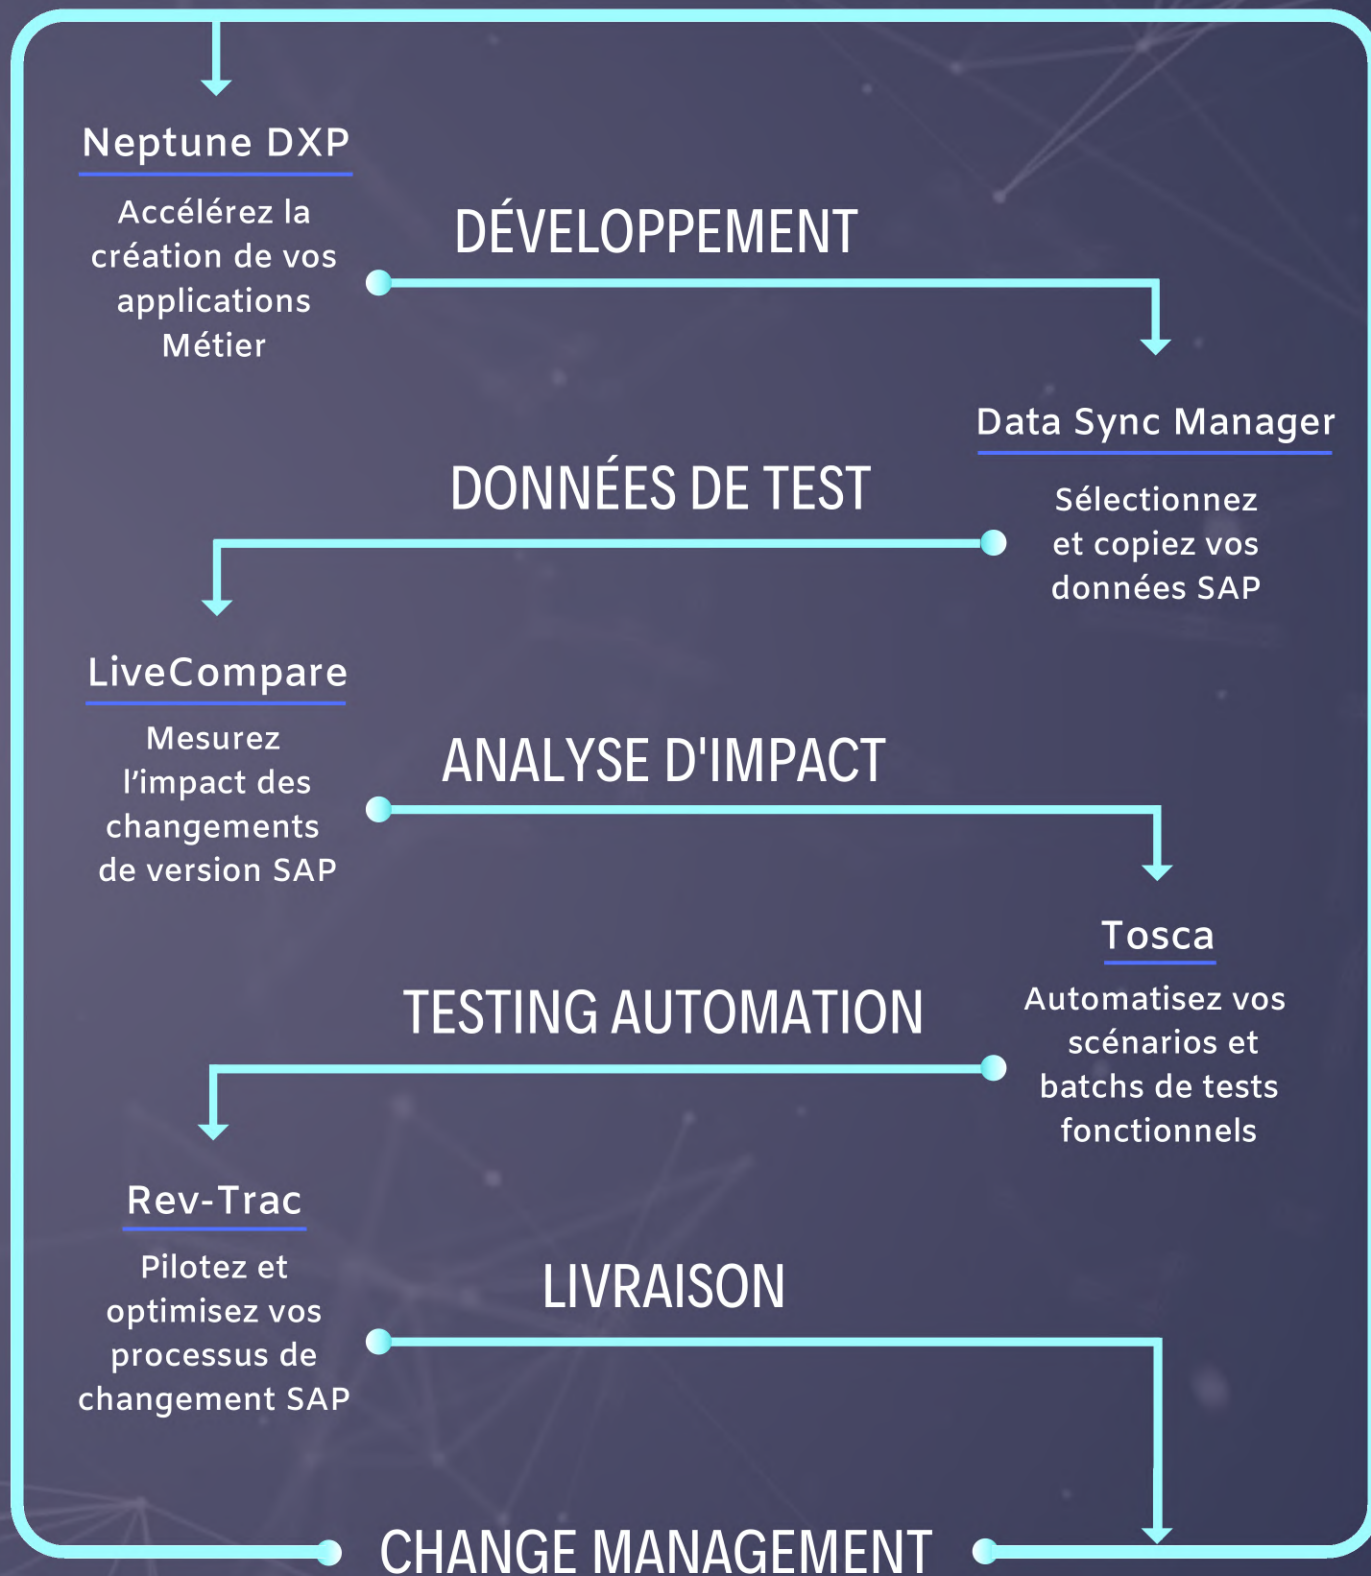 Neptune DXP
Accélérez la
création de vos
applications
Métier
DÉVELOPPEMENT
Data Sync Manager
Sélectionnez
et copiez vos
données SAP
DONNÉES DE TEST
LiveCompare
Mesurez
l’impact des
changements
de version SAP
ANALYSE D'IMPACT
Tosca
Automatisez vos
scénarios et
batchs de tests
fonctionnels
TESTING AUTOMATION
Rev-Trac
Pilotez et
optimisez vos
processus de
changement SAP
LIVRAISON
CHANGE MANAGEMENT